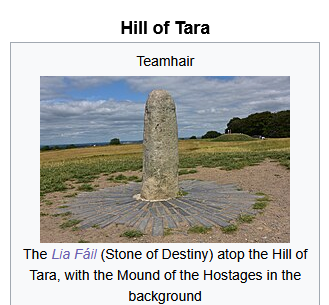 Hill of Tara
Teamhair
The Lia Fáil (Stone of Destiny) atop the Hill of
Tara, with the Mound of the Hostages in the
background